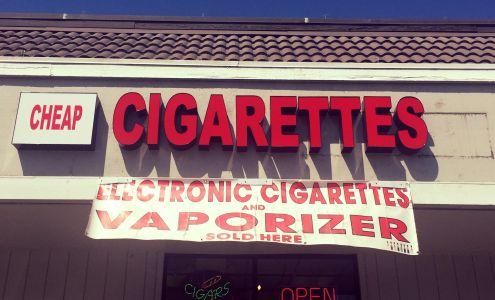 CHEAP CIGARETTES
ELECTRONIC CIGARETTES
AND
VAPORIZER
SOLD HERE
CIGARS
OPEN